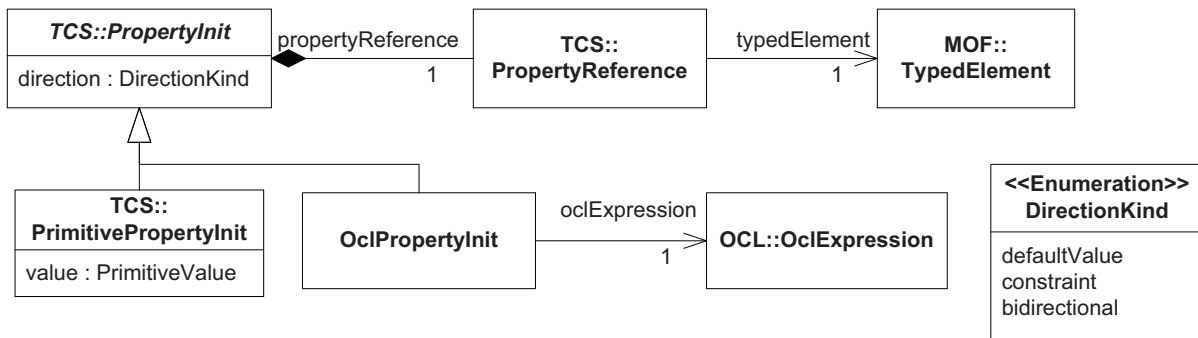 TCS::PropertyInit
direction : DirectionKind
propertyReference
1
TCS::
PropertyReference
typedElement
1
MOF::
TypedElement
TCS::
PrimitivePropertyInit
value : PrimitiveValue
OclPropertyInit
oclExpression
1
OCL::OclExpression
<<Enumeration>>
DirectionKind
defaultValue
constraint
bidirectional